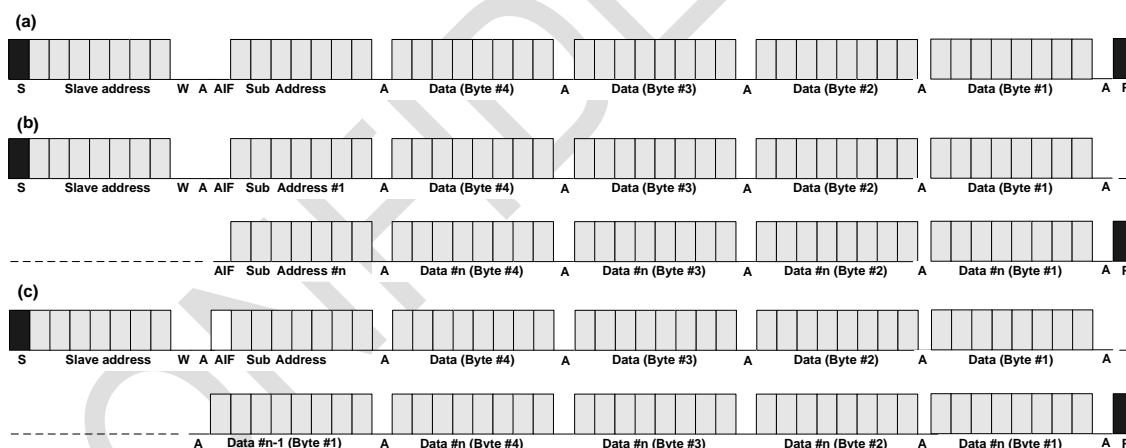 (a)
S Slave address W A AIF Sub Address A Data (Byte #4) A Data (Byte #3) A Data (Byte #2) A Data (Byte #1) A
(b)
S Slave address W A AIF Sub Address #1 A Data (Byte #4) A Data (Byte #3) A Data (Byte #2) A Data (Byte #1) A
AIF Sub Address #n A Data #n (Byte #4) A Data #n (Byte #3) A Data #n (Byte #2) A Data #n (Byte #1) A
(c)
S Slave address W A AIF Sub Address A Data (Byte #4) A Data (Byte #3) A Data (Byte #2) A Data (Byte #1) A
A Data #n-1 (Byte #1) A Data #n (Byte #4) A Data #n (Byte #3) A Data #n (Byte #2) A Data #n (Byte #1) A